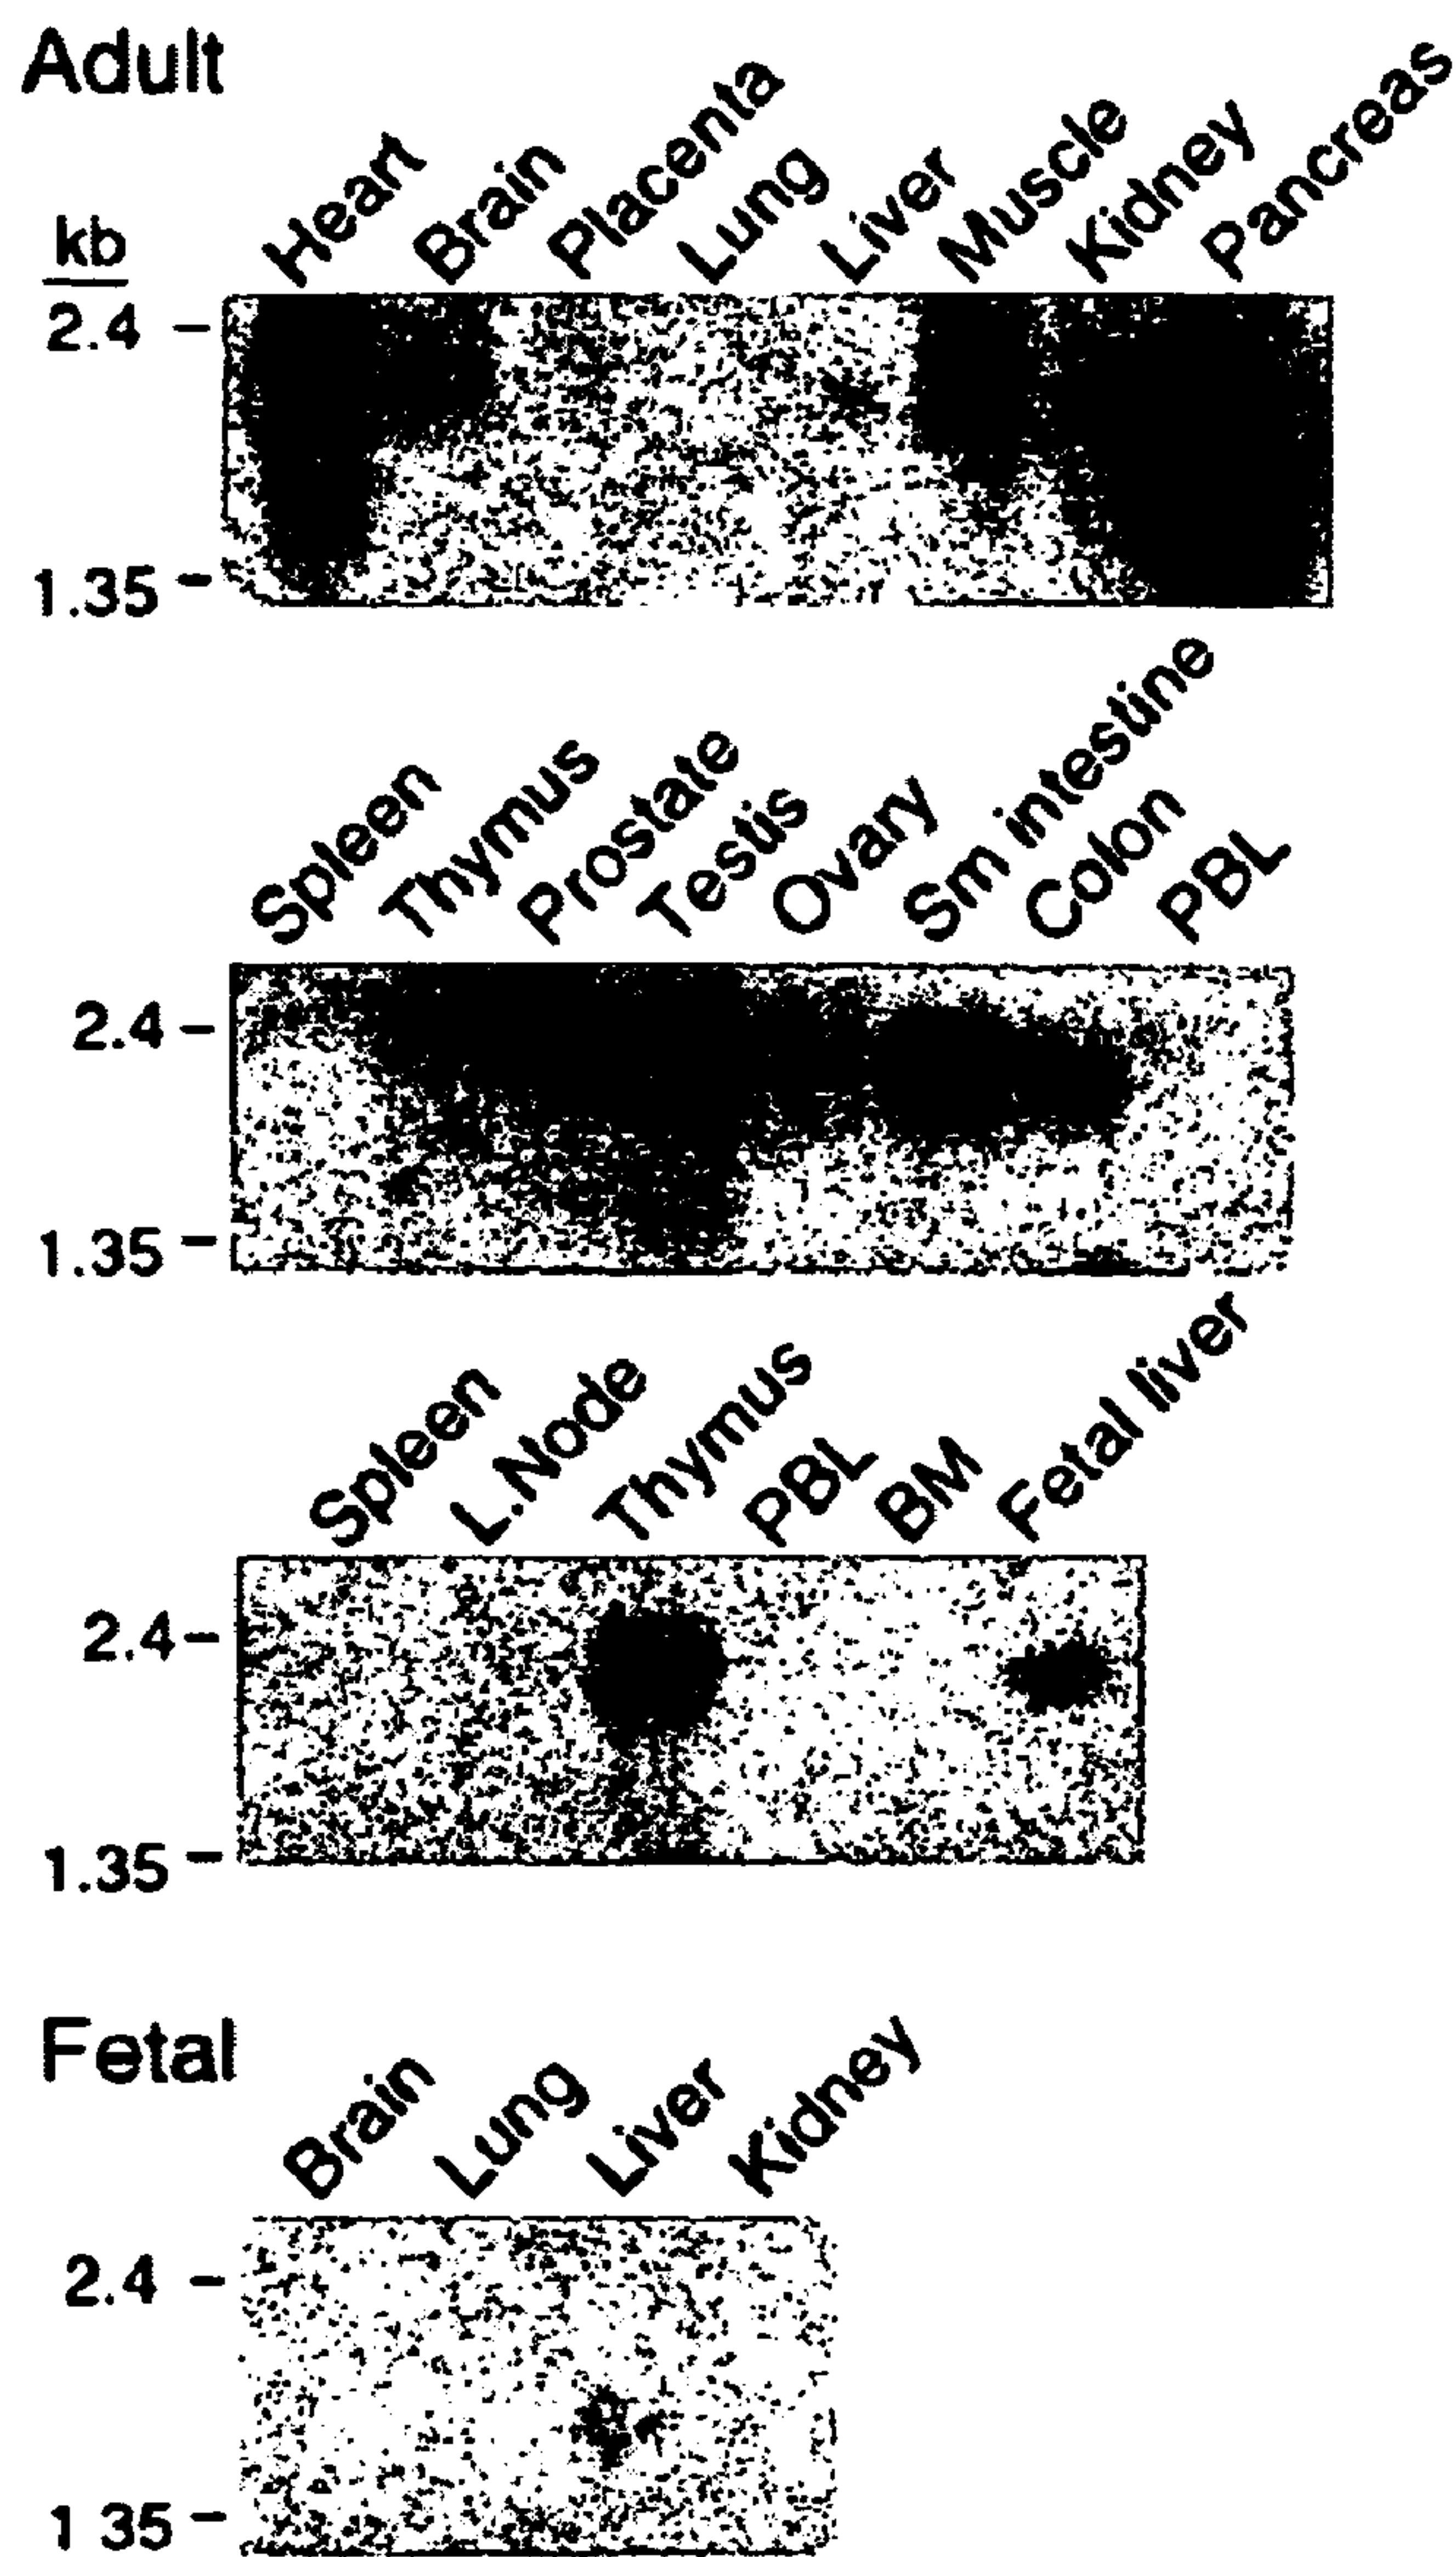 Adult
kb
Heart Brain Placenta Lung Liver Muscle Kidney Pancreas
2.4
1.35
Spleen Thymus Prostate Testis Ovary Sm intestine Colon PBL
2.4
1.35
Spleen L.Node Thymus PBL BM Fetal liver
2.4
1.35
Fetal
Brain Lung Liver Kidney
2.4
1 35